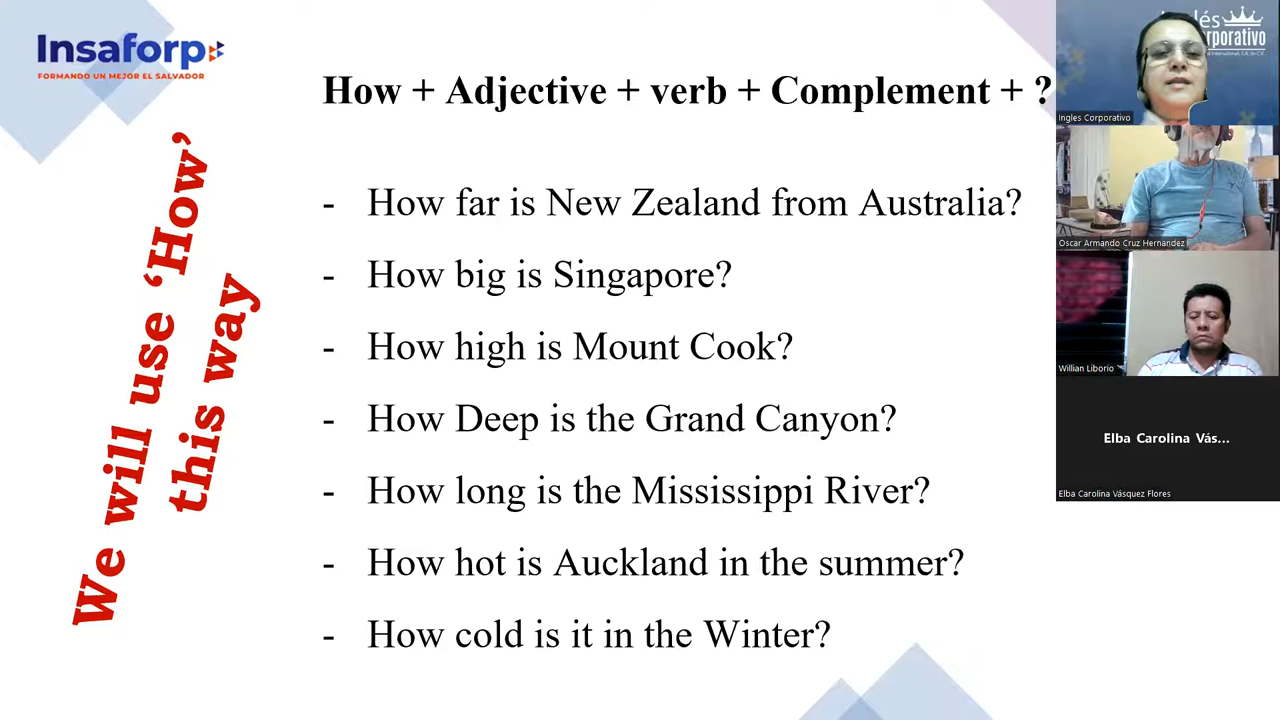 Insaforp
FORMANDO UN MEJOR EL SALVADOR
How + Adjective + verb + Complement + ?
We will use ‘How’
this way
- How far is New Zealand from Australia?
- How big is Singapore?
- How high is Mount Cook?
- How Deep is the Grand Canyon?
- How long is the Mississippi River?
- How hot is Auckland in the summer?
- How cold is it in the Winter?
Ingles Corporativo
Oscar Armando Cruz Hernandez
Willian Liborio
Elba Carolina Vás...
Elba Carolina Vásquez Flores